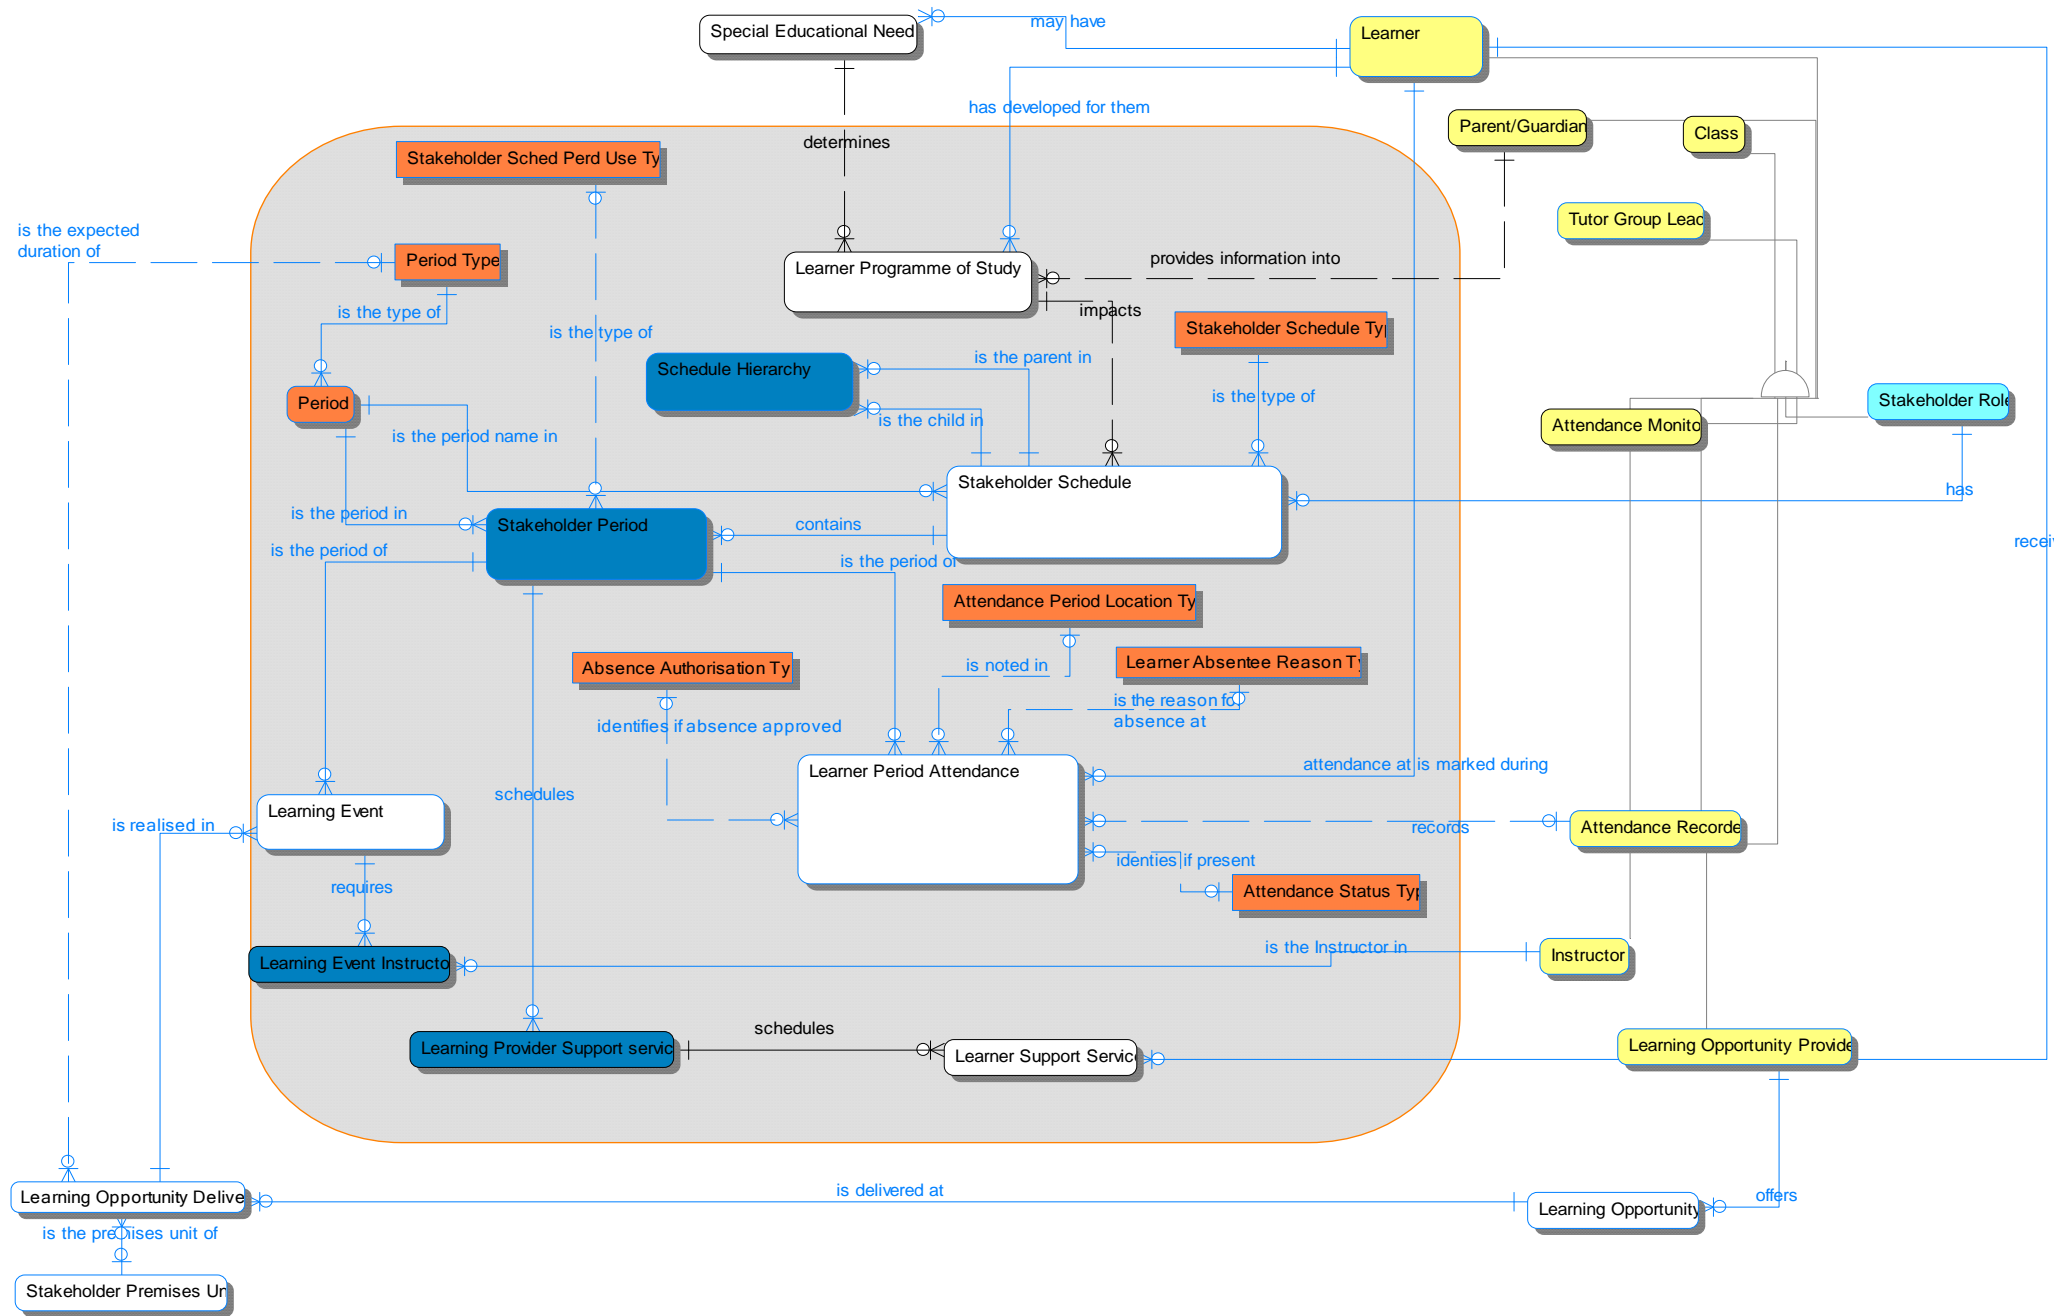 Special Educational Need
may have
Learner
has developed for them
Parent/Guardian
Class
determines
Stakeholder Sched Perd Use Ty
Tutor Group Lead
is the expected
duration of
Period Type
Learner Programme of Study
provides information into
is the type of
is the type of
impacts
Stakeholder Schedule Typ
Schedule Hierarchy
is the parent in
is the type of
Period
Stakeholder Role
is the child in
Attendance Monito
is the period name in
Stakeholder Schedule
has
is the period in
Stakeholder Period
contains
is the period of
is the period of
receiv
Attendance Period Location Ty
Absence Authorisation Ty
is noted in
Learner Absentee Reason Ty
is the reason fo
absence at
identifies if absence approved
Learner Period Attendance
attendance at is marked during
schedules
Learning Event
is realised in
records
Attendance Recorde
identies if present
requires
Attendance Status Typ
is the Instructor in
Instructor
Learning Event Instructo
schedules
Learning Provider Support servic
Learner Support Servic
Learning Opportunity Provide
Learning Opportunity Delive
is delivered at
offers
Learning Opportunity
is the premises unit of
Stakeholder Premises Un